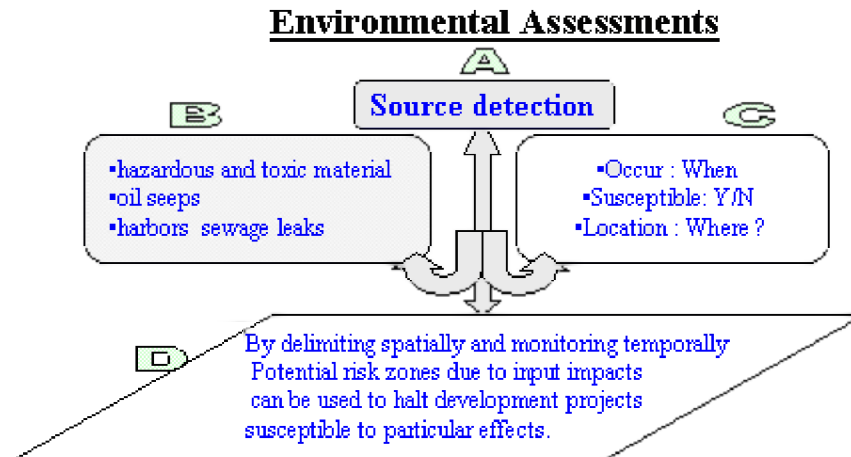 Environmental Assessments
A
Source detection
B
▪hazardous and toxic material
▪oil seeps
▪harbors sewage leaks
C
▪Occur : When
▪Susceptible: Y/N
▪Location : Where ?
D
By delimiting spatially and monitoring temporally
Potential risk zones due to input impacts
can be used to halt development projects
susceptible to particular effects.